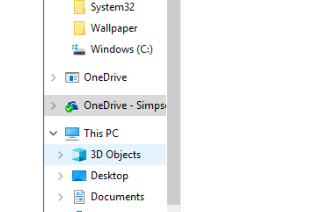 System32
Wallpaper
Windows (C:)
OneDrive
OneDrive - Simps
This PC
3D Objects
Desktop
Documents